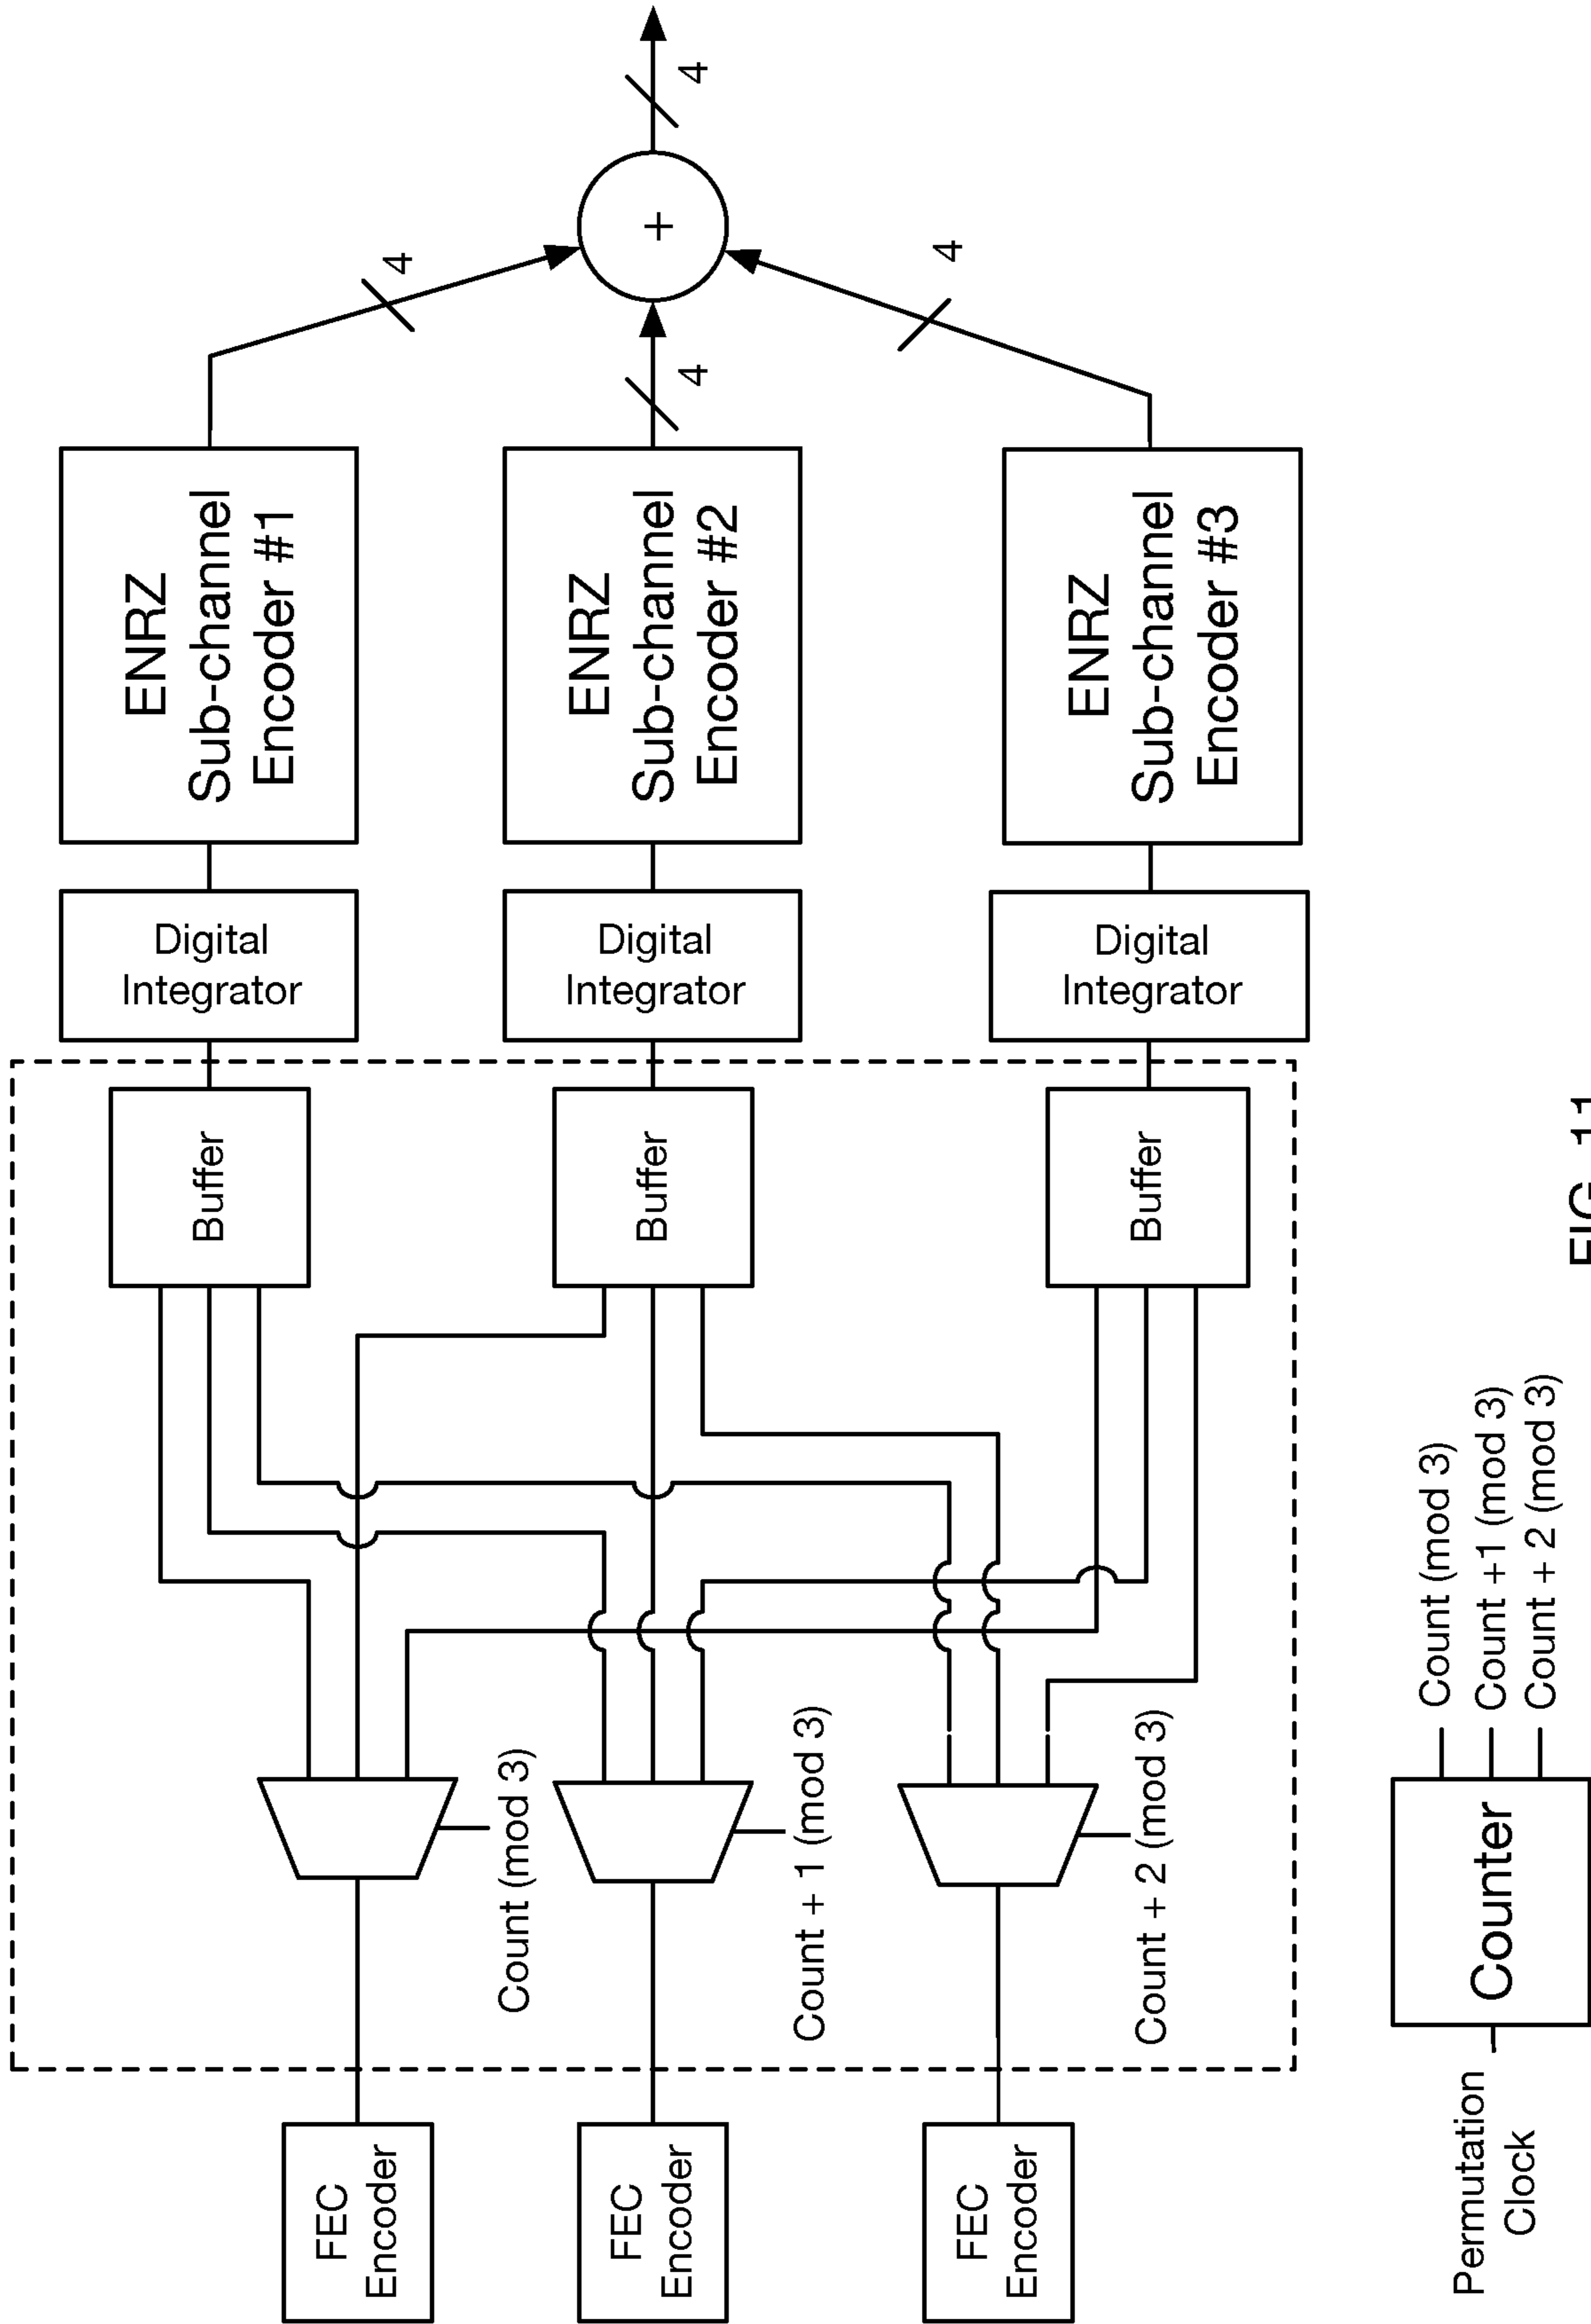 FEC
Encoder
Count (mod 3)
Buffer
Digital
Integrator
ENRZ
Sub-channel
Encoder #1
4
FEC
Encoder
Count + 1 (mod 3)
Buffer
Digital
Integrator
ENRZ
Sub-channel
Encoder #2
4
+
4
FEC
Encoder
Count + 2 (mod 3)
Buffer
Digital
Integrator
ENRZ
Sub-channel
Encoder #3
4
Permutation
Clock
Counter
Count (mod 3)
Count +1 (mod 3)
Count + 2 (mod 3)
FIG. 11